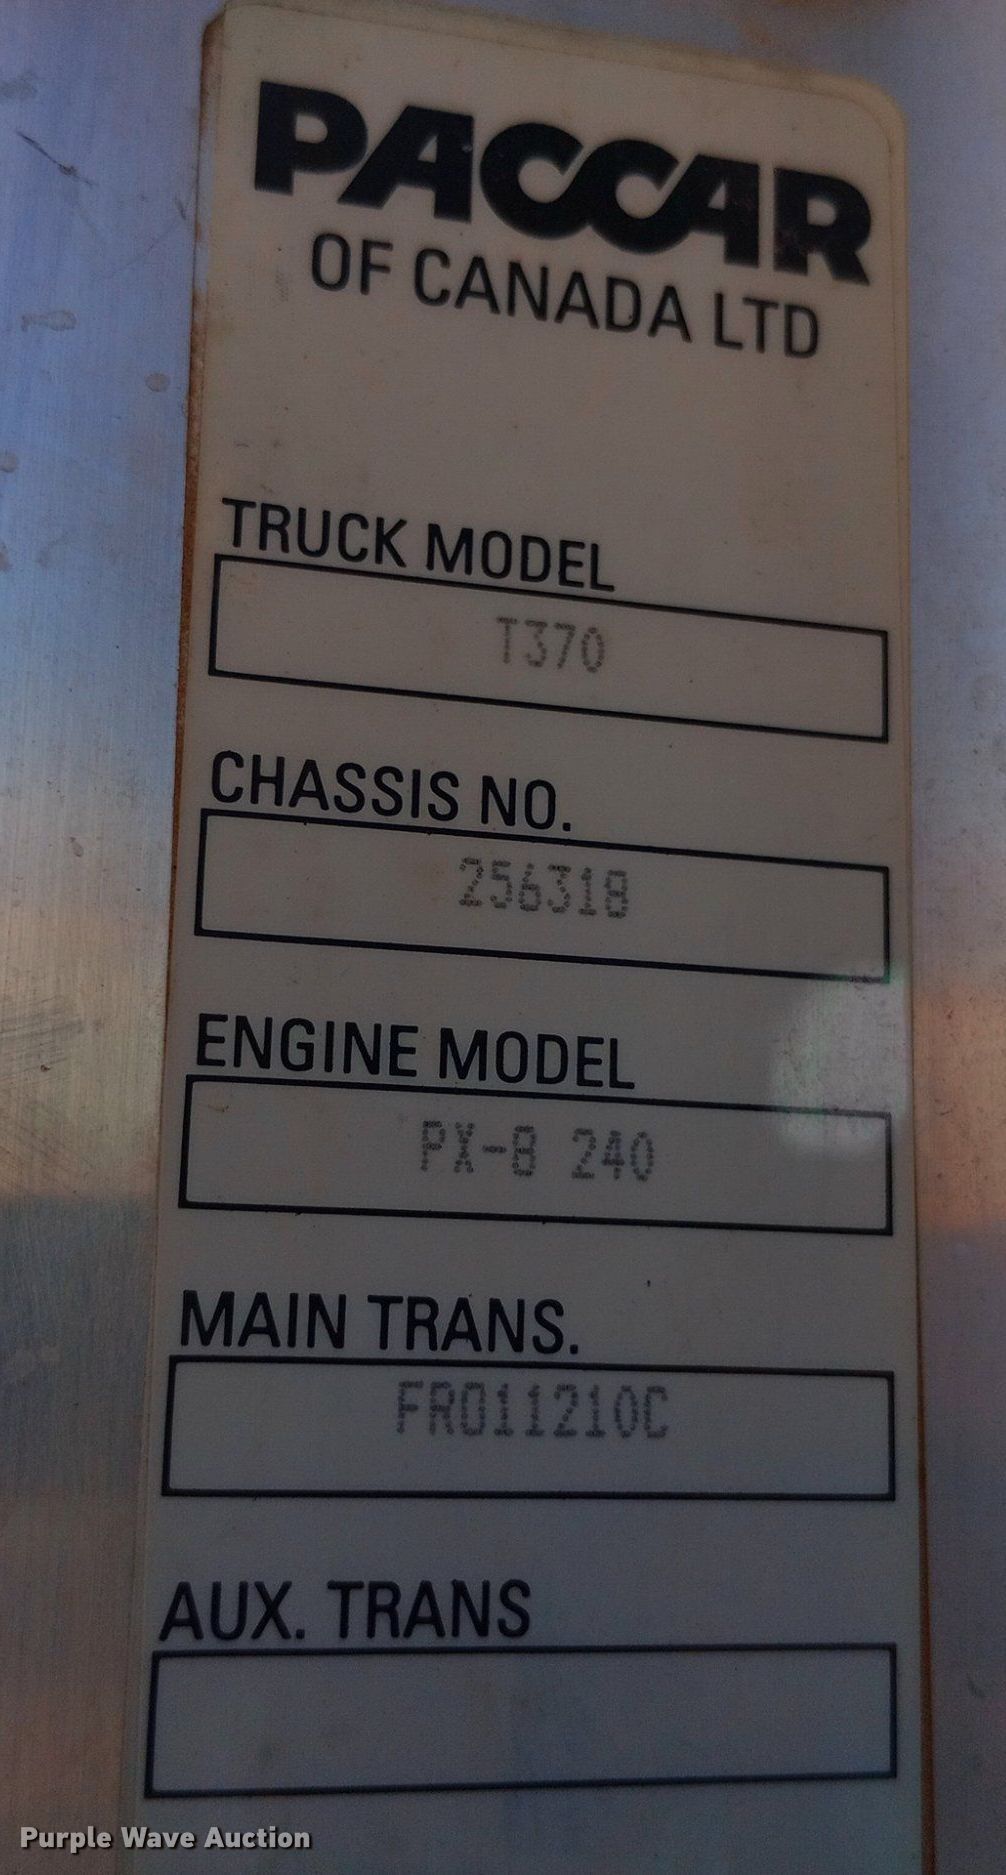 PACCAR
OF CANADA LTD
TRUCK MODEL
T370
CHASSIS NO.
256318
ENGINE MODEL
PX-8 240
MAIN TRANS.
FRO11210C
AUX. TRANS
Purple Wave Auction